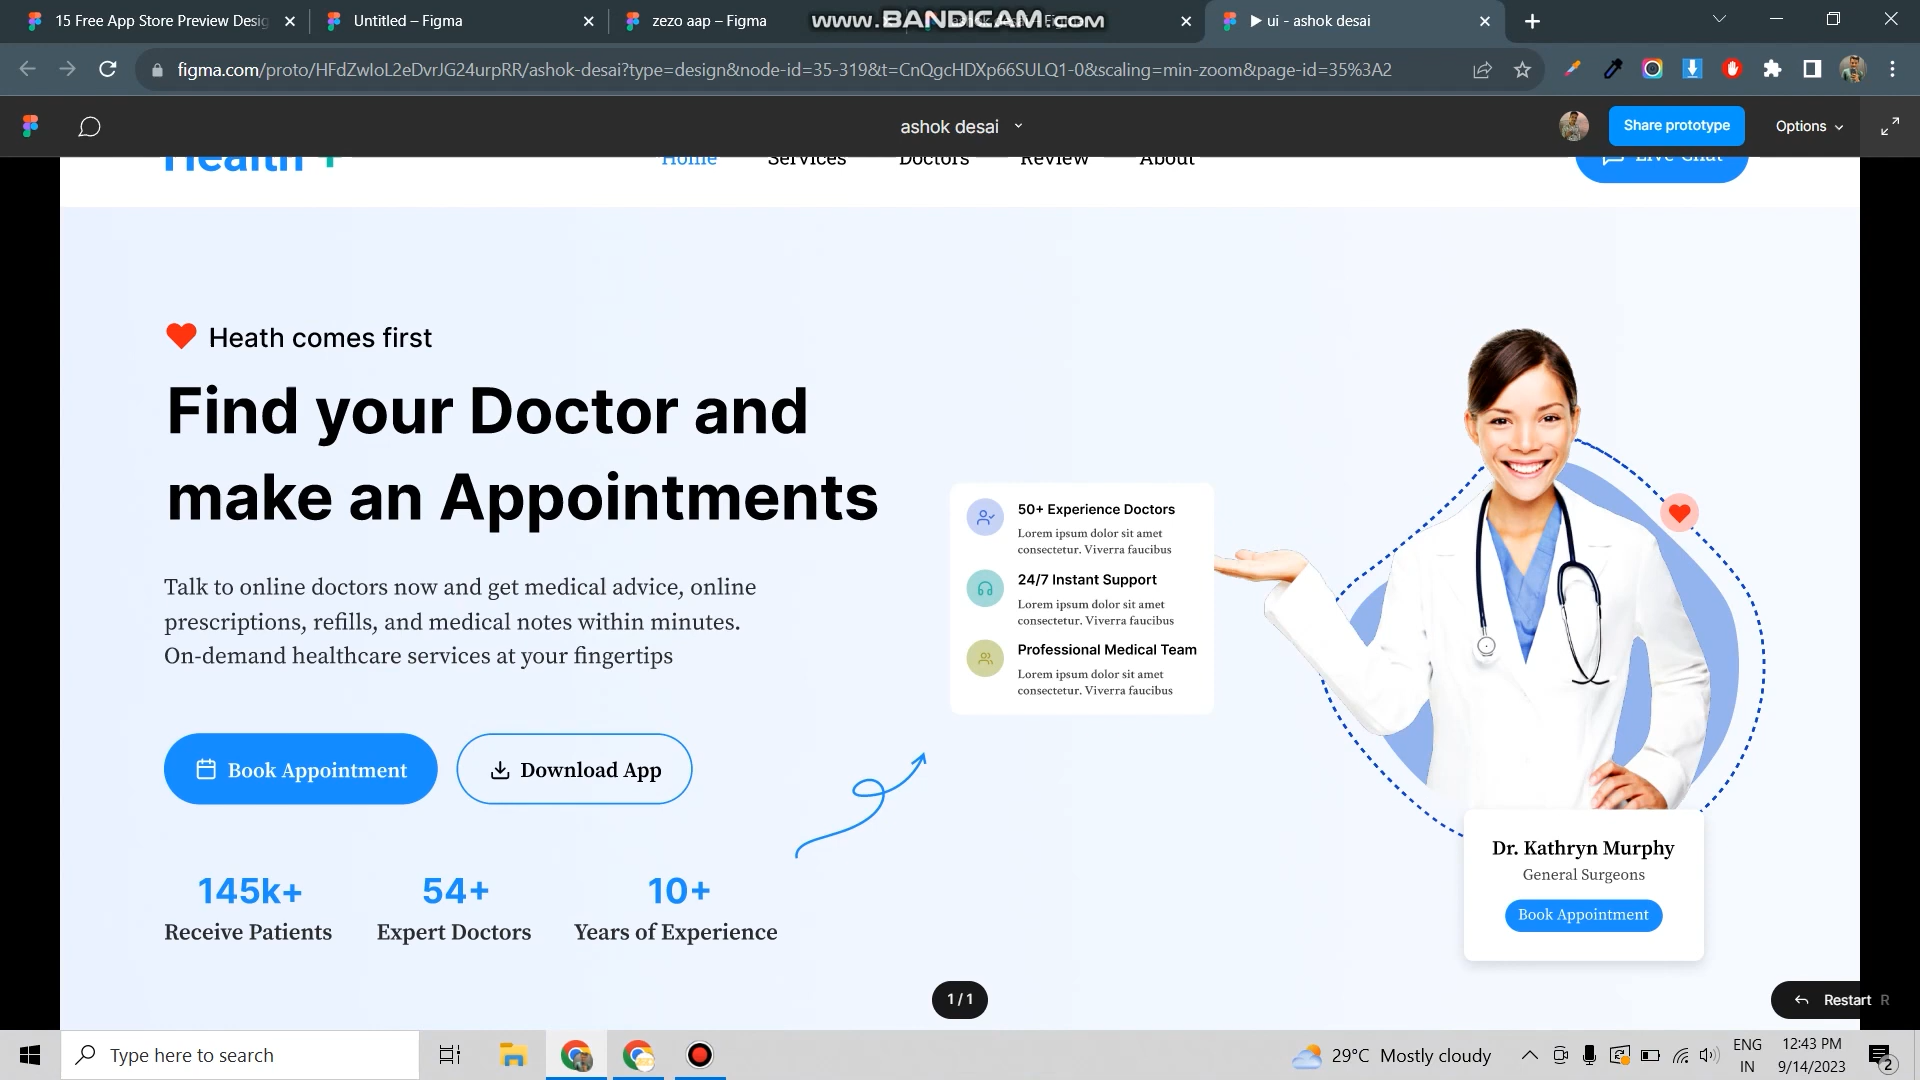 15 Free App Store Preview Desig
Untitled – Figma
zezo aap – Figma
www.BANDICAM.com
ui - ashok desai
figma.com/proto/HFdZwIoL2eDvrJG24urpRR/ashok-desai?type=design&node-id=35-319&t=CnQgcHDXp66SULQ1-0&scaling=min-zoom&page-id=35%3A2
ashok desai
Share prototype
Options
Health +
Home
Services
Doctors
Review
About
Live Chat
Heath comes first
Find your Doctor and
make an Appointments
Talk to online doctors now and get medical advice, online
prescriptions, refills, and medical notes within minutes.
On-demand healthcare services at your fingertips
Book Appointment
Download App
145k+
Receive Patients
54+
Expert Doctors
10+
Years of Experience
50+ Experience Doctors
Lorem ipsum dolor sit amet
consectetur. Viverra faucibus
24/7 Instant Support
Lorem ipsum dolor sit amet
consectetur. Viverra faucibus
Professional Medical Team
Lorem ipsum dolor sit amet
consectetur. Viverra faucibus
Dr. Kathryn Murphy
General Surgeons
Book Appointment
1 / 1
Restart R
Type here to search
29°C Mostly cloudy
ENG
IN
12:43 PM
9/14/2023
2